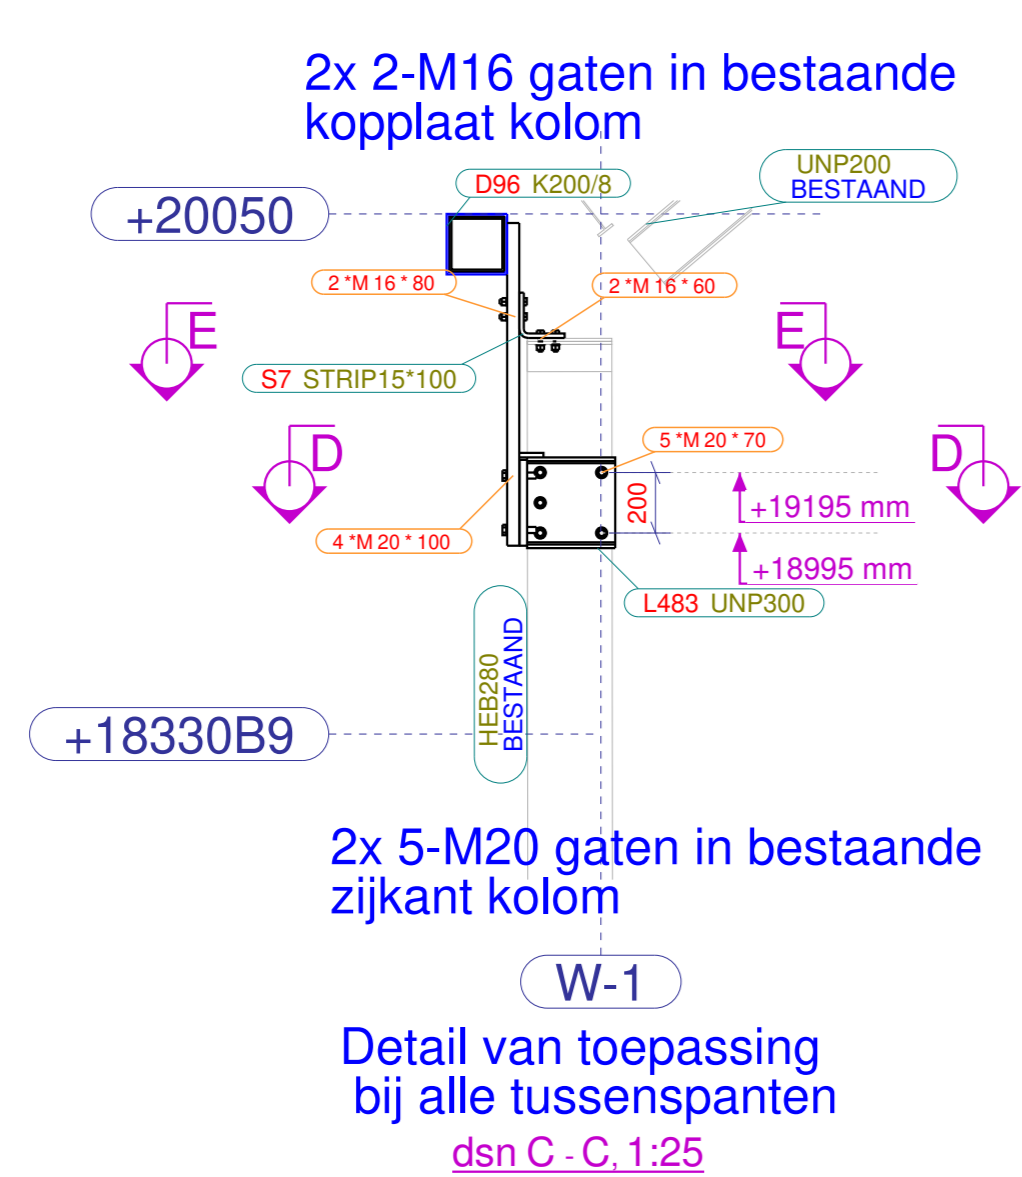 2x 2-M16 gaten in bestaande
kopplaat kolom
UNP200
BESTAAND
D96 K200/8
+20050
2 *M 16 * 80
2 *M 16 * 60
E
E
S7 STRIP15*100
D
D
5 *M 20 * 70
200
+19195 mm
4 *M 20 * 100
+18995 mm
L483 UNP300
HEB280
BESTAAND
+18330B9
2x 5-M20 gaten in bestaande
zijkant kolom
W-1
Detail van toepassing
bij alle tussenspanten
dsn C - C, 1:25